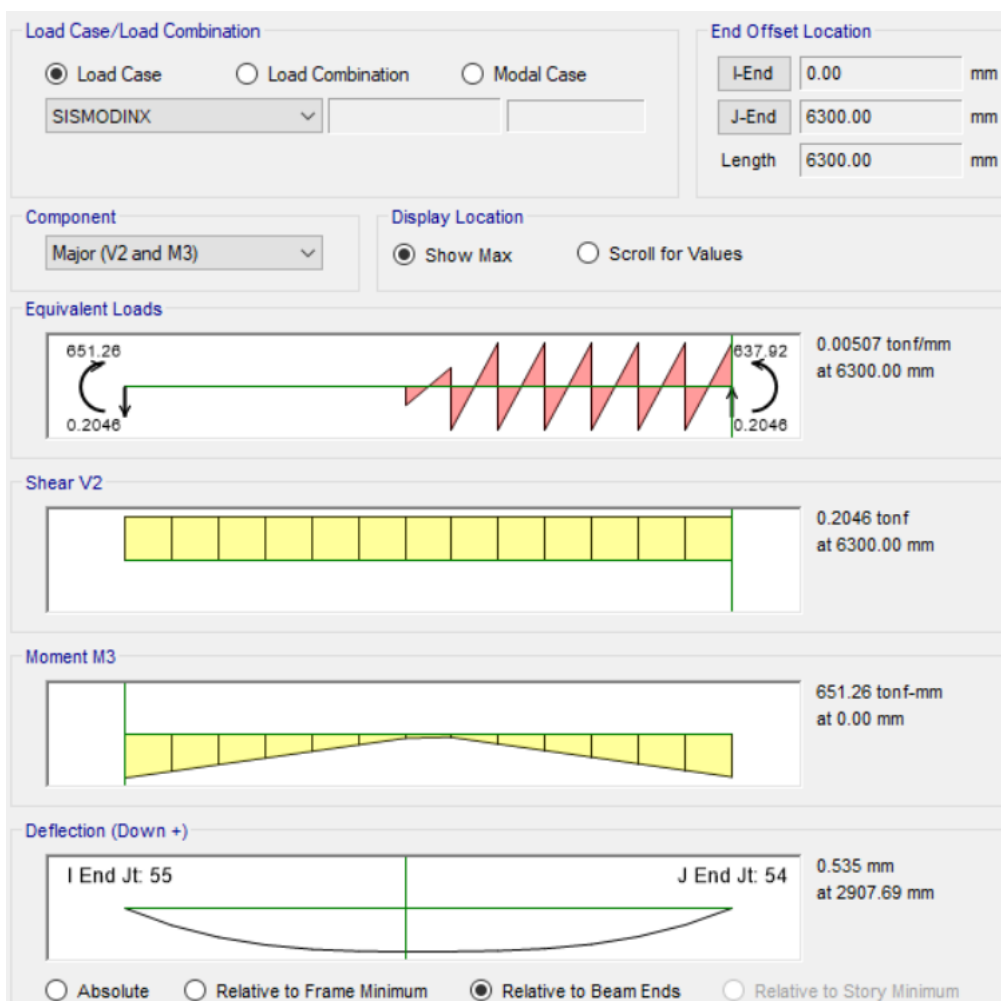 Load Case/Load Combination
Load Case
Load Combination
Modal Case
SISMODINX
End Offset Location
I-End 0.00 mm
J-End 6300.00 mm
Length 6300.00 mm
Component
Major (V2 and M3)
Display Location
Show Max
Scroll for Values
Equivalent Loads
651.26
0.2046
637.92
0.2046
0.00507 tonf/mm
at 6300.00 mm
Shear V2
0.2046 tonf
at 6300.00 mm
Moment M3
651.26 tonf-mm
at 0.00 mm
Deflection (Down +)
I End Jt: 55
J End Jt: 54
0.535 mm
at 2907.69 mm
Absolute
Relative to Frame Minimum
Relative to Beam Ends
Relative to Story Minimum